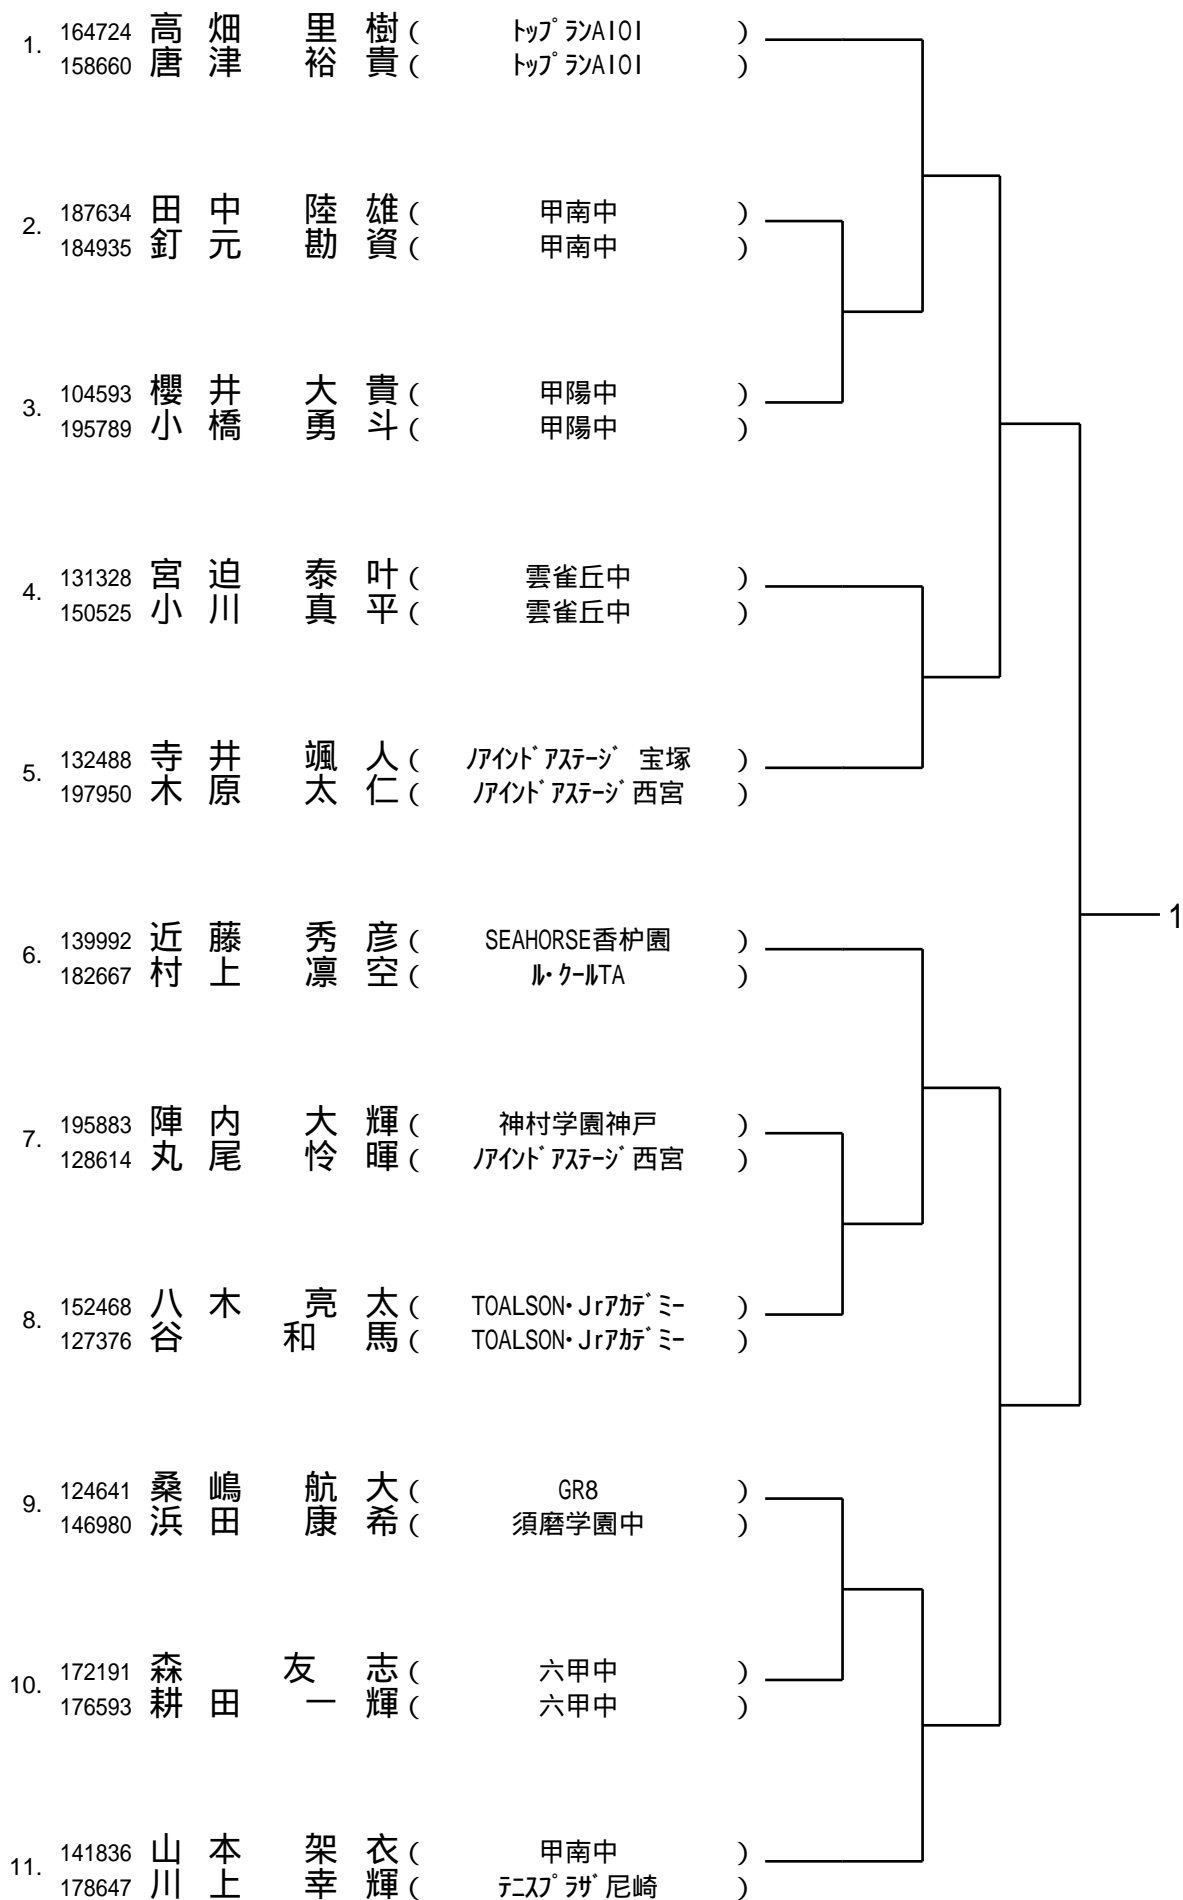 1. 164724 高畑 里樹 ( トップランAIOI )
158660 唐津 裕貴 ( トップランAIOI )
2. 187634 田中 陸雄 ( 甲南中 )
184935 釘元 勘資 ( 甲南中 )
3. 104593 櫻井 大貴 ( 甲陽中 )
195789 小橋 勇斗 ( 甲陽中 )
4. 131328 宮迫 泰叶 ( 雲雀丘中 )
150525 小川 真平 ( 雲雀丘中 )
5. 132488 寺井 颯人 ( ノアインドアステージ 宝塚 )
197950 木原 太仁 ( ノアインドアステージ西宮 )
1
6. 139992 近藤 秀彦 ( SEAHORSE香枦園 )
182667 村上 凛空 ( ル・クールTA )
7. 195883 陣内 大輝 ( 神村学園神戸 )
128614 丸尾 怜暉 ( ノアインドアステージ西宮 )
8. 152468 八木 亮太 ( TOALSON・Jrアカデミー )
127376 谷 和馬 ( TOALSON・Jrアカデミー )
9. 124641 桑嶋 航大 ( GR8 )
146980 浜田 康希 ( 須磨学園中 )
10. 172191 森 友志 ( 六甲中 )
176593 耕田 一輝 ( 六甲中 )
11. 141836 山本 架衣 ( 甲南中 )
178647 川上 幸輝 ( テニスプラザ尼崎 )